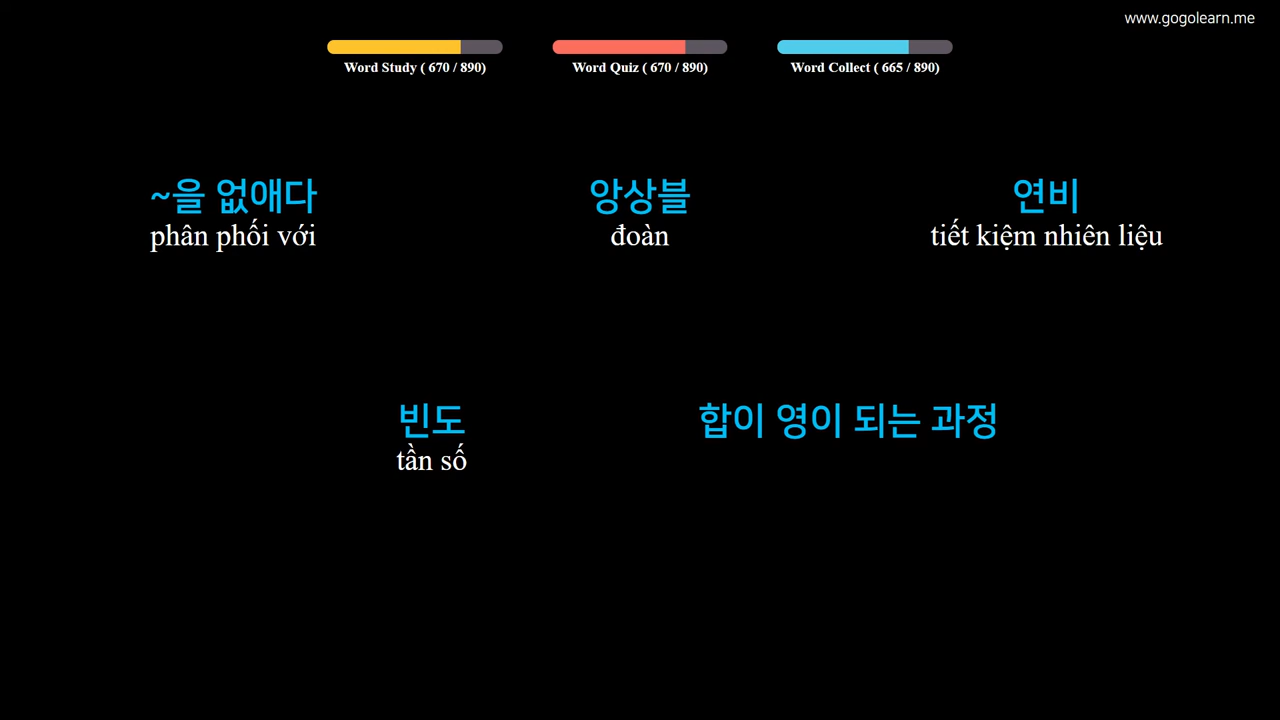 www.gogolearn.me
Word Study ( 670 / 890)
Word Quiz ( 670 / 890)
Word Collect ( 665 / 890)
~을 없애다
phân phối với
앙상블
đoàn
연비
tiết kiệm nhiên liệu
빈도
tần số
합이 영이 되는 과정